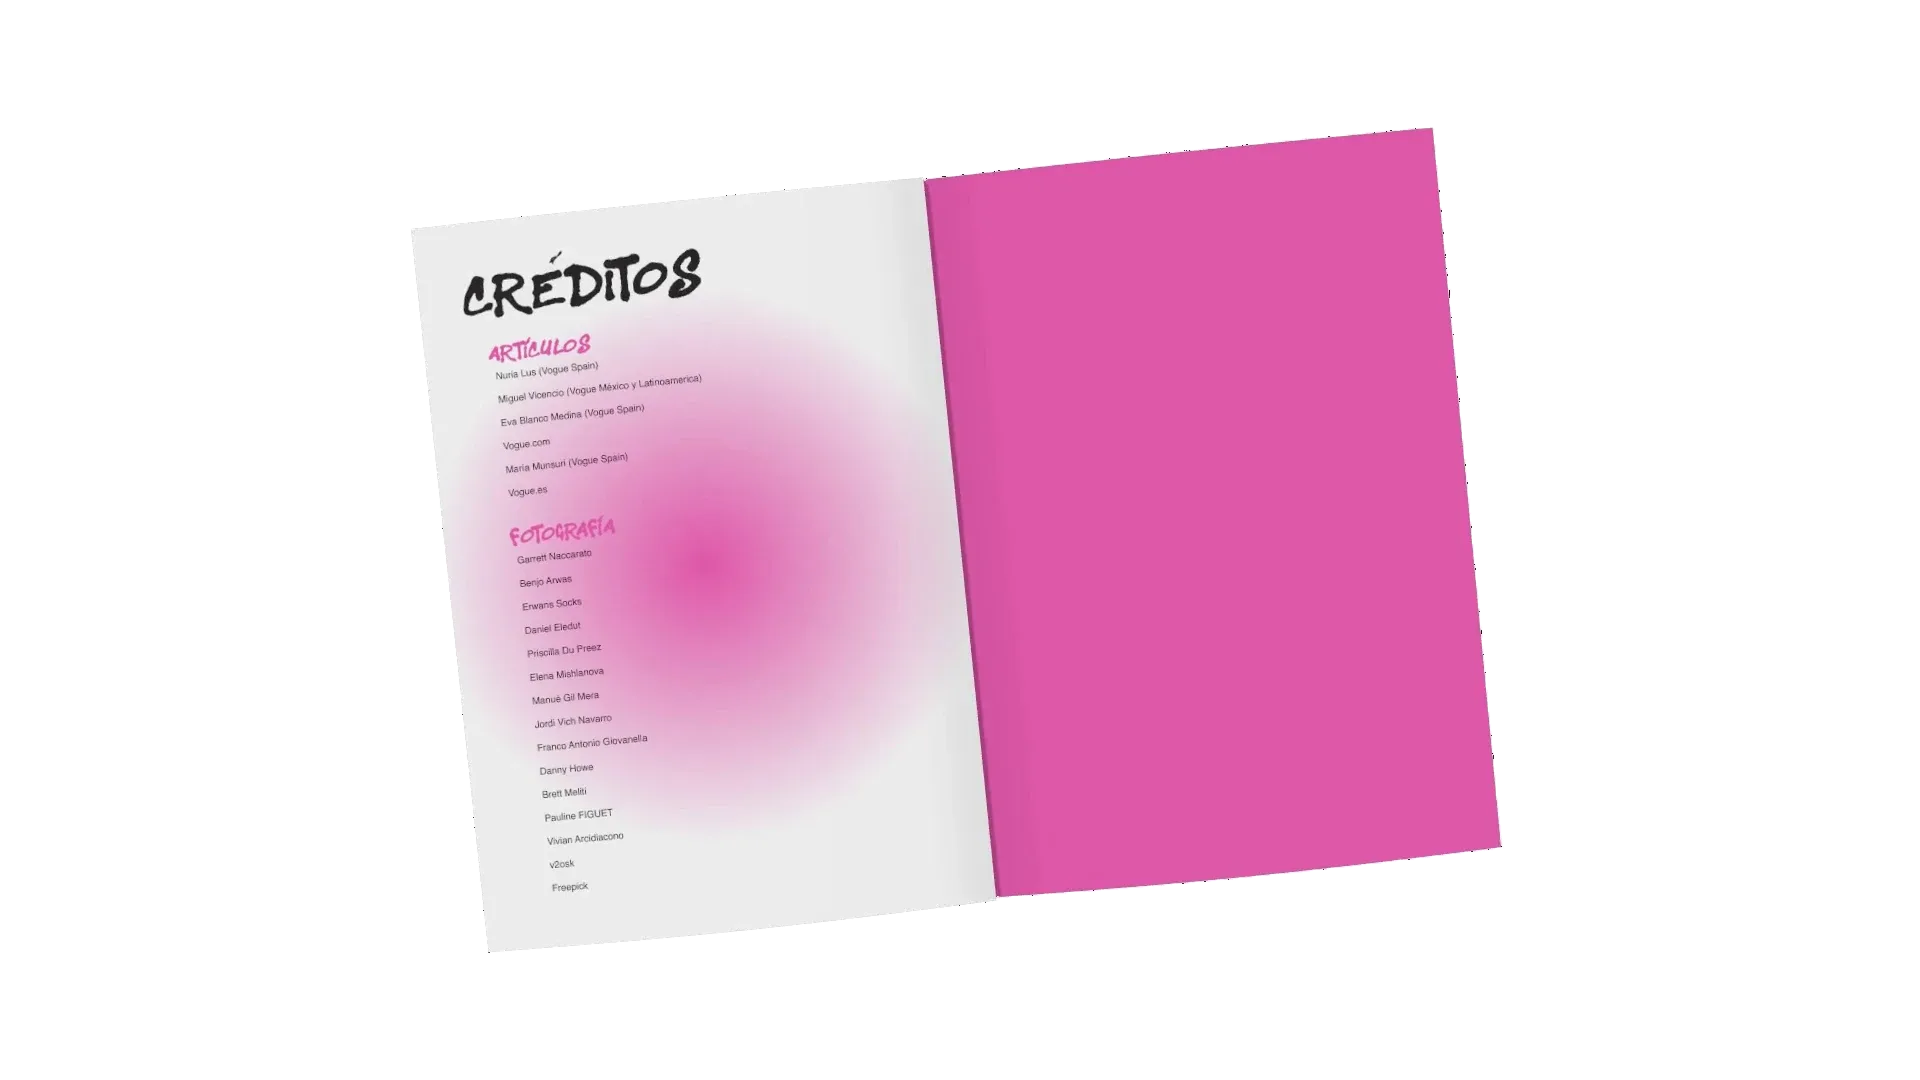 CRÉDITOS
ARTÍCULOS
Nuria Lus (Vogue Spain)
Miguel Vicencio (Vogue México y Latinoamerica)
Eva Blanco Medina (Vogue Spain)
Vogue.com
María Munsuri (Vogue Spain)
Vogue.es
FOTOGRAFÍA
Garrett Naccarato
Benjo Arwas
Erwans Socks
Daniel Eledut
Priscilla Du Preez
Elena Mishlanova
Manuè Gil Mera
Jordi Vich Navarro
Franco Antonio Giovanella
Danny Howe
Brett Meliti
Pauline FIGUET
Vivian Arcidiacono
v2osk
Freepick